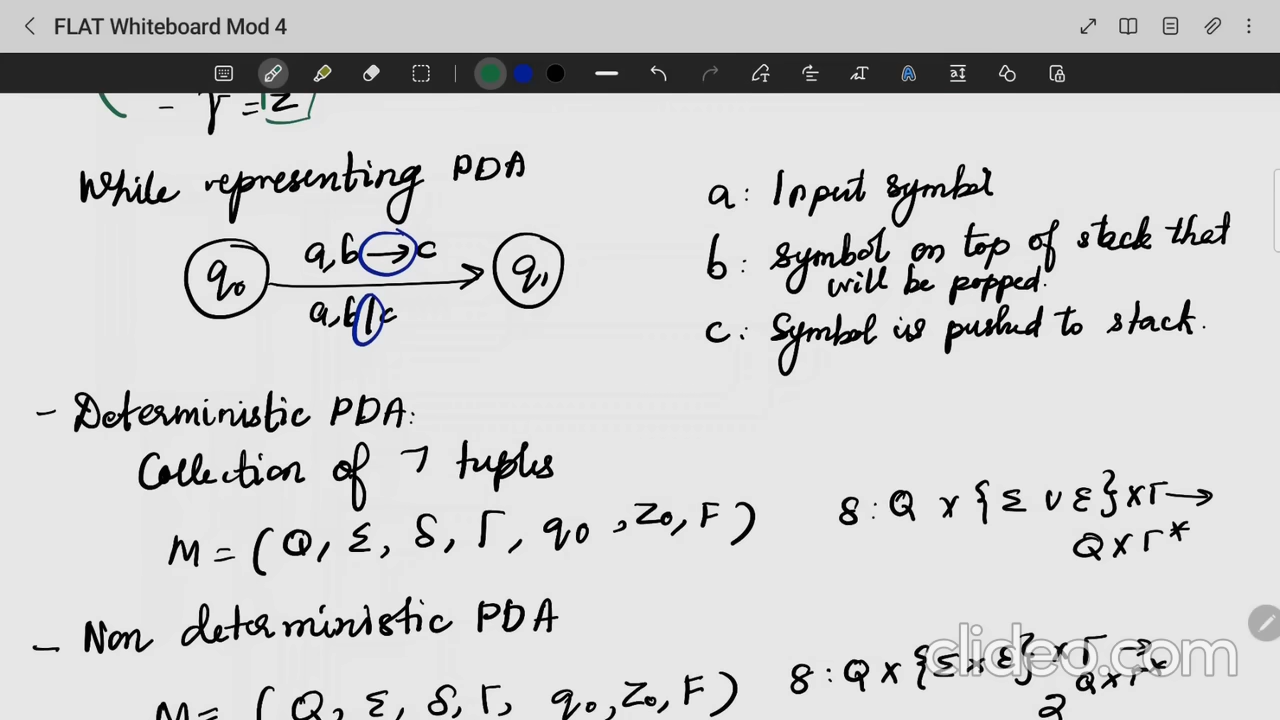 FLAT Whiteboard Mod 4
- Γ = Z
While representing PDA
q₀ a, b → c q₁
a, b | c
a: Input symbol
b: symbol on top of stack that
will be popped.
c: Symbol is pushed to stack.
- Deterministic PDA:
Collection of 7 tuples
M = (Q, Σ, δ, Γ, q₀, Z₀, F)
δ: Q × {Σ ∪ ε} × Γ →
Q × Γ*
- Non deterministic PDA
M = (Q, Σ, δ, Γ, q₀, Z₀, F)
δ: Q × {Σ × ε} × Γ →
2 Q × Γ*
clideo.com